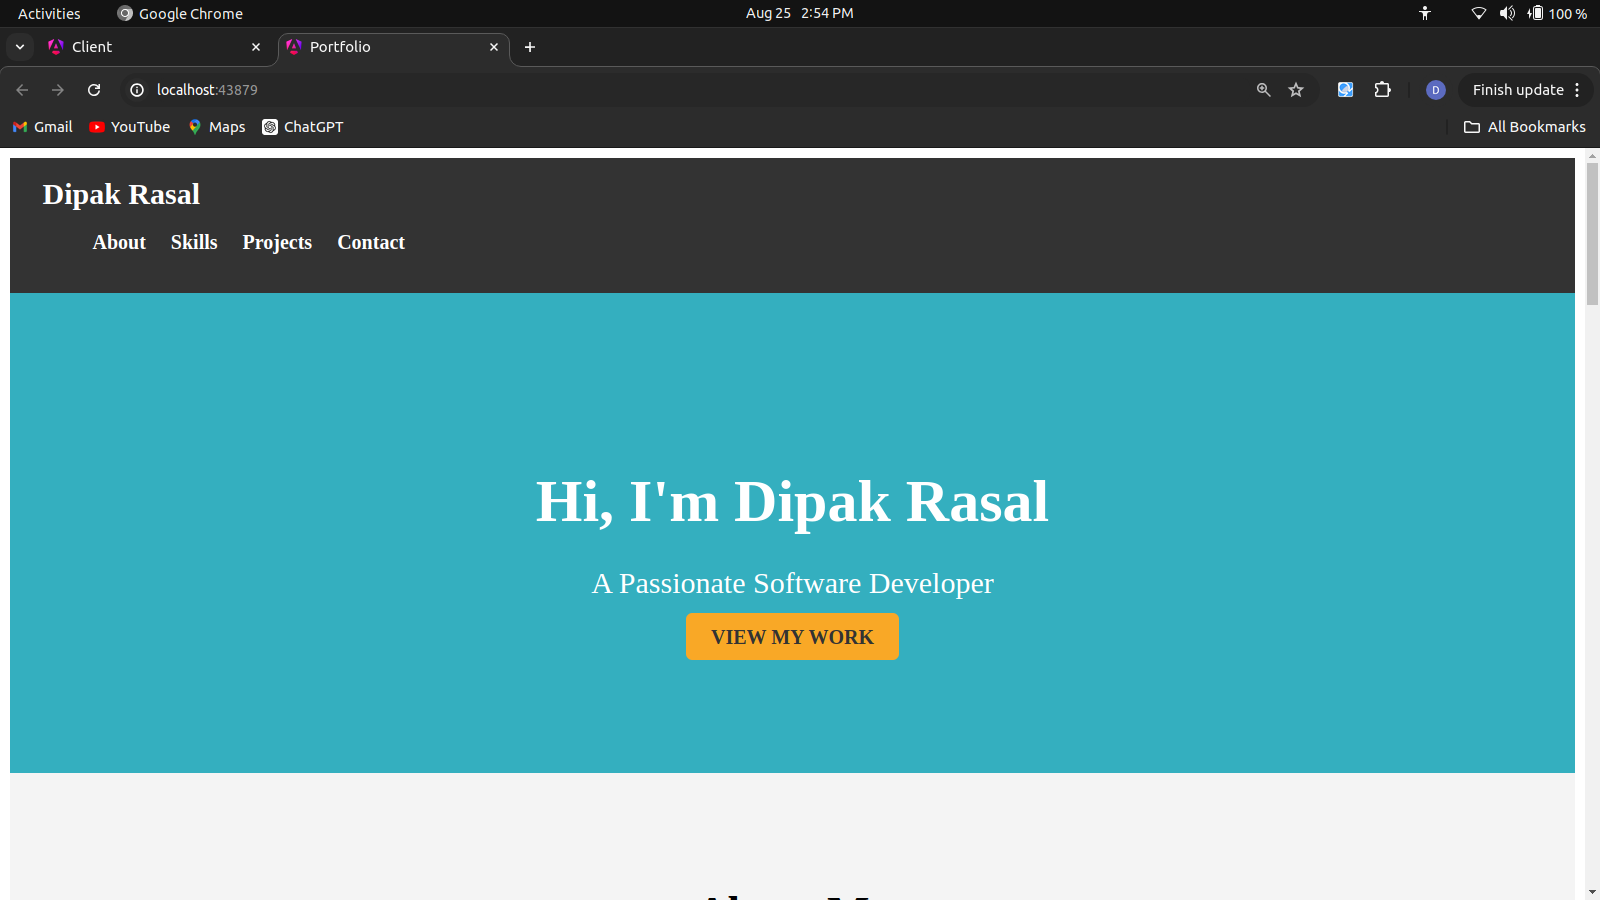 Activities Google Chrome Aug 25 2:54 PM 100 %
Client Portfolio
localhost:43879 D Finish update
Gmail YouTube Maps ChatGPT All Bookmarks
Dipak Rasal
About Skills Projects Contact
Hi, I'm Dipak Rasal
A Passionate Software Developer
VIEW MY WORK